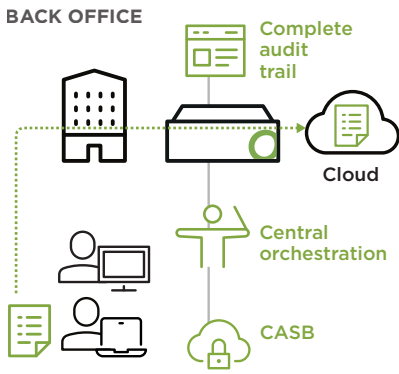 BACK OFFICE
Complete
audit
trail
Cloud
Central
orchestration
CASB